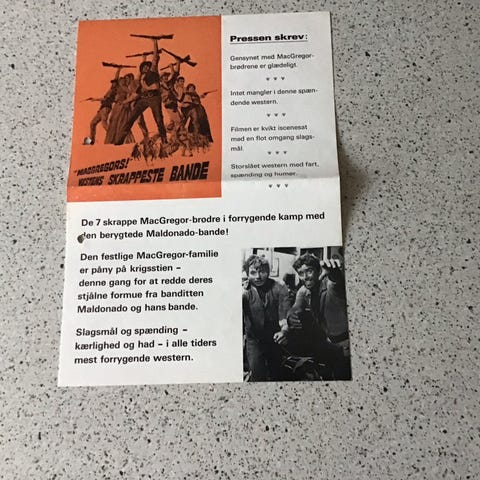 "MACGREGORS!"
VESTENS SKRAPPESTE BANDE
Pressen skrev:
Gensynet med MacGregor-
brødrene er glædeligt.
Intet mangler i denne spæn-
dende western.
Filmen er kvikt iscenesat
med en flot omgang slags-
mål.
Storslået western med fart,
spænding og humør.
De 7 skrappe MacGregor-brødre i forrygende kamp med
den berygtede Maldonado-bande!
Den festlige MacGregor-familie
er påny på krigsstien –
denne gang for at redde deres
stjålne formue fra banditten
Maldonado og hans bande.
Slagsmål og spænding –
kærlighed og had – i alle tiders
mest forrygende western.